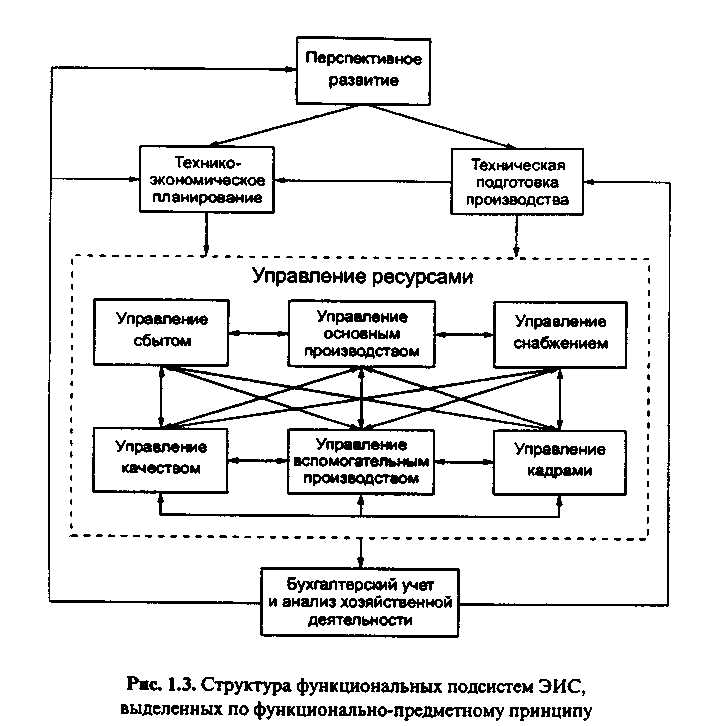 Перспективное
развитие
Технико-
экономическое
планирование
Техническая
подготовка
производства
Управление ресурсами
Управление
сбытом
Управление
основным
производством
Управление
снабжением
Управление
качеством
Управление
вспомогательным
производством
Управление
кадрами
Бухгалтерский учет
и анализ хозяйственной
деятельности
Рис. 1.3. Структура функциональных подсистем ЭИС,
выделенных по функционально-предметному принципу